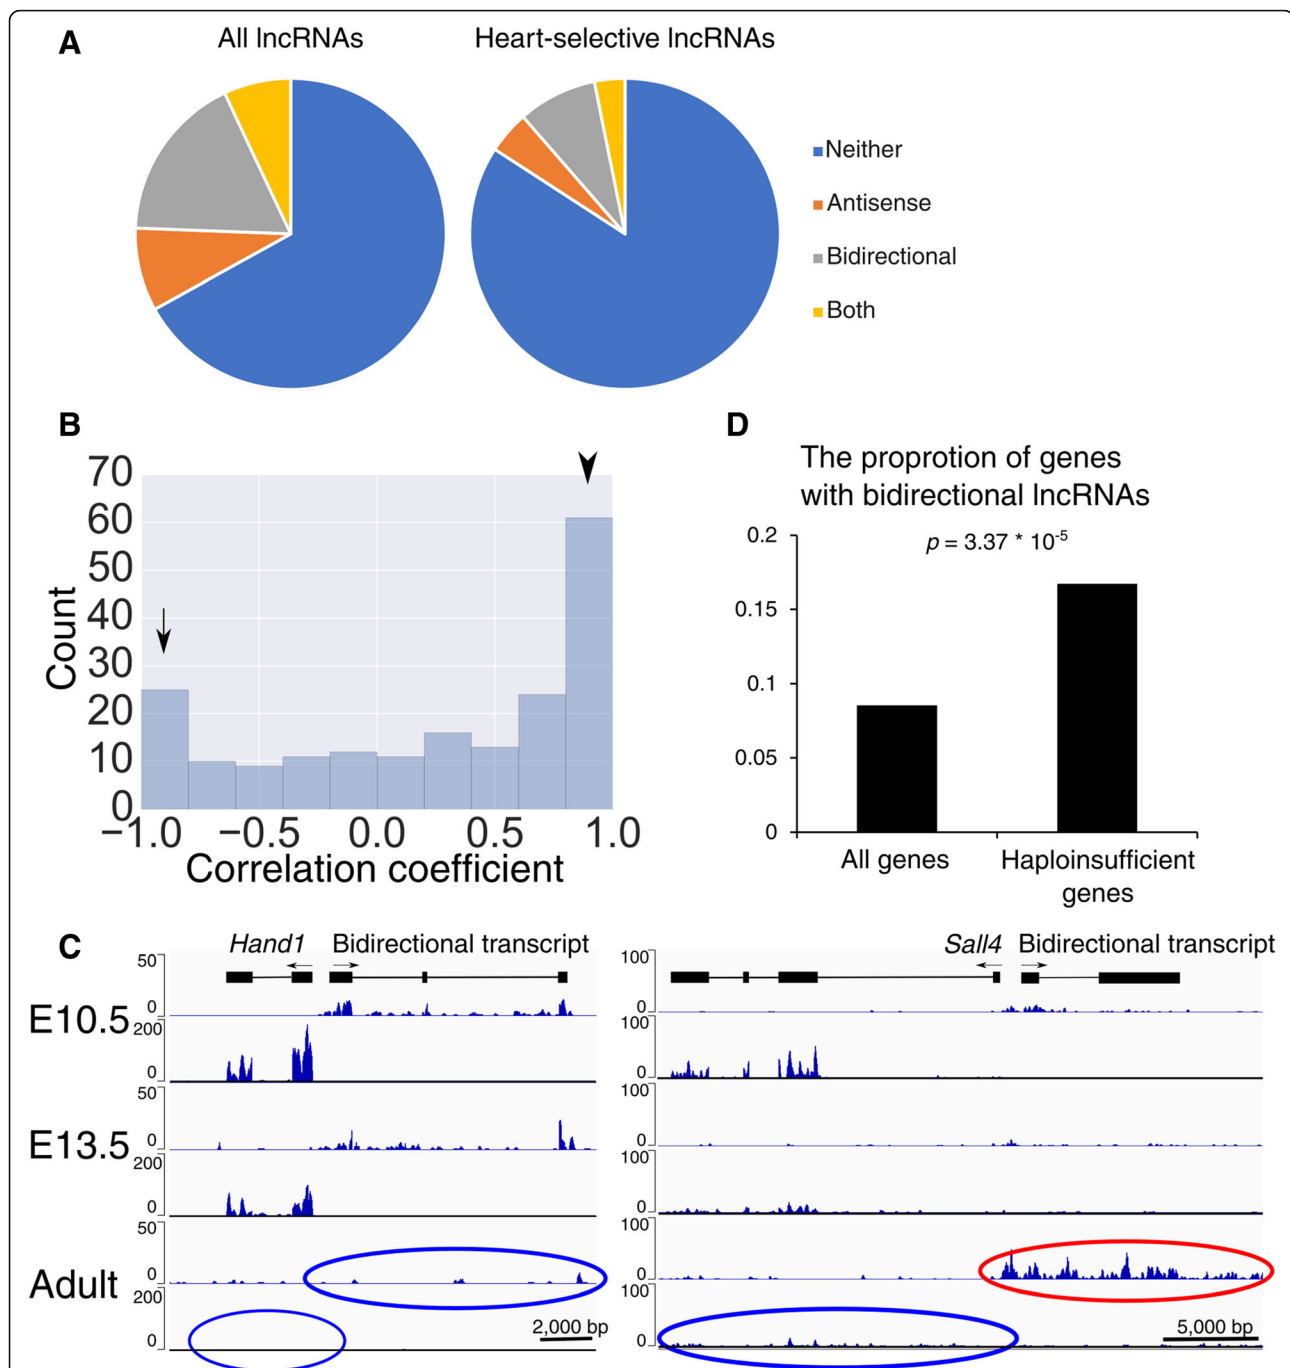 A
All lncRNAs
Heart-selective lncRNAs
Neither
Antisense
Bidirectional
Both
B
70
60
50
40
30
20
10
0
Count
−1.0 −0.5 0.0 0.5 1.0
Correlation coefficient
D
The proprotion of genes
with bidirectional lncRNAs
p = 3.37 * 10-5
0.2
0.15
0.1
0.05
0
All genes
Haploinsufficient
genes
C
Hand1 Bidirectional transcript
Sall4 Bidirectional transcript
E10.5
50
0
200
0
100
0
100
0
E13.5
50
0
200
0
100
0
100
0
Adult
50
0
200
0
2,000 bp
100
0
100
0
5,000 bp